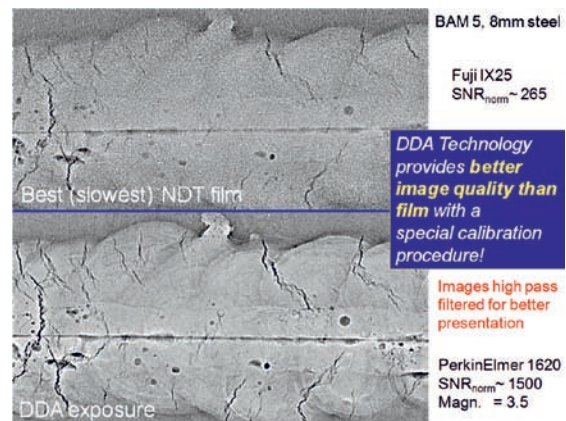 BAM 5, 8mm steel
Fuji IX25
SNRnorm~ 265
DDA Technology
provides better
image quality than
film with a
special calibration
procedure!
Best (slowest) NDT film
Images high pass
filtered for better
presentation
PerkinElmer 1620
SNRnorm~ 1500
Magn. = 3.5
DDA exposure